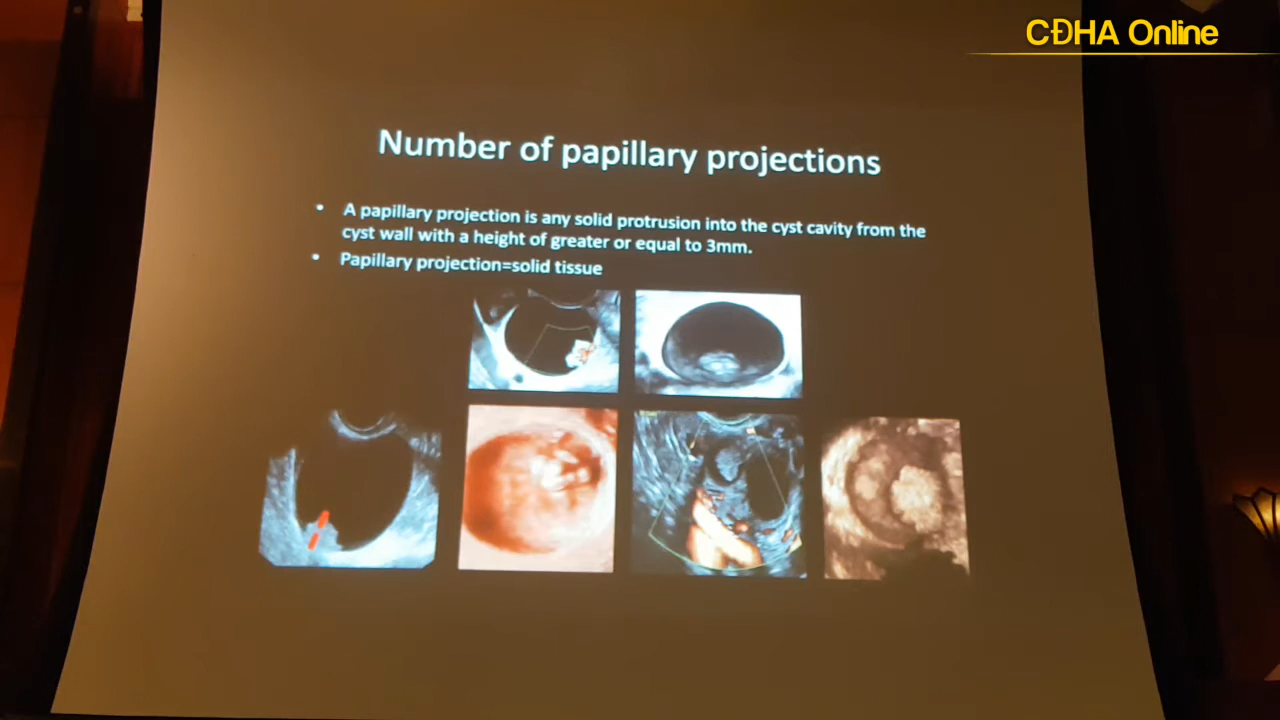 CĐHA Online
Number of papillary projections
• A papillary projection is any solid protrusion into the cyst cavity from the
cyst wall with a height of greater or equal to 3mm.
• Papillary projection=solid tissue